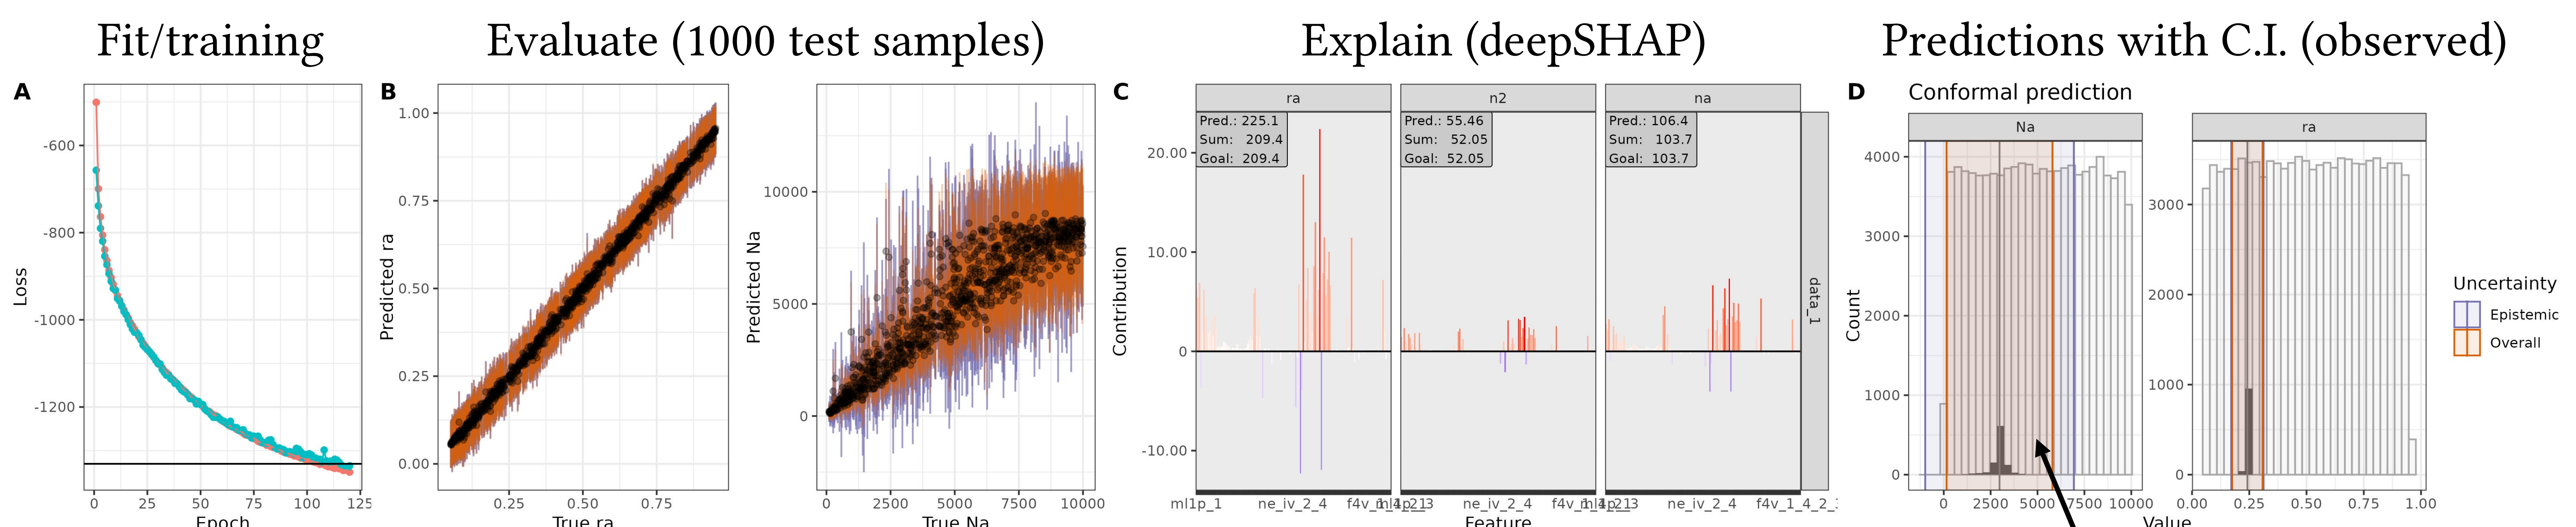 Fit/training
Evaluate (1000 test samples)
Explain (deepSHAP)
Predictions with C.I. (observed)
A
-600
-800
-1000
-1200
Loss
0 25 50 75 100 125
Epoch
B
1.00
0.75
0.50
0.25
0.00
Predicted ra
0.25 0.50 0.75
True ra
10000
5000
0
Predicted Na
0 2500 5000 7500 10000
True Na
C
ra n2 na
Pred.: 225.1
Sum: 209.4
Goal: 209.4
Pred.: 55.46
Sum: 52.05
Goal: 52.05
Pred.: 106.4
Sum: 103.7
Goal: 103.7
20.00
10.00
0
-10.00
Contribution
data_1
ml1p_1 ne_iv_2_4
ne_iv_2_4
ne_iv_2_4
Feature
D
Conformal prediction
Na ra
4000
3000
2000
1000
0
Count
0 2500 5000 7500 10000
3000
2000
1000
0
0.00 0.25 0.50 0.75 1.00
Value
Uncertainty
Epistemic
Overall